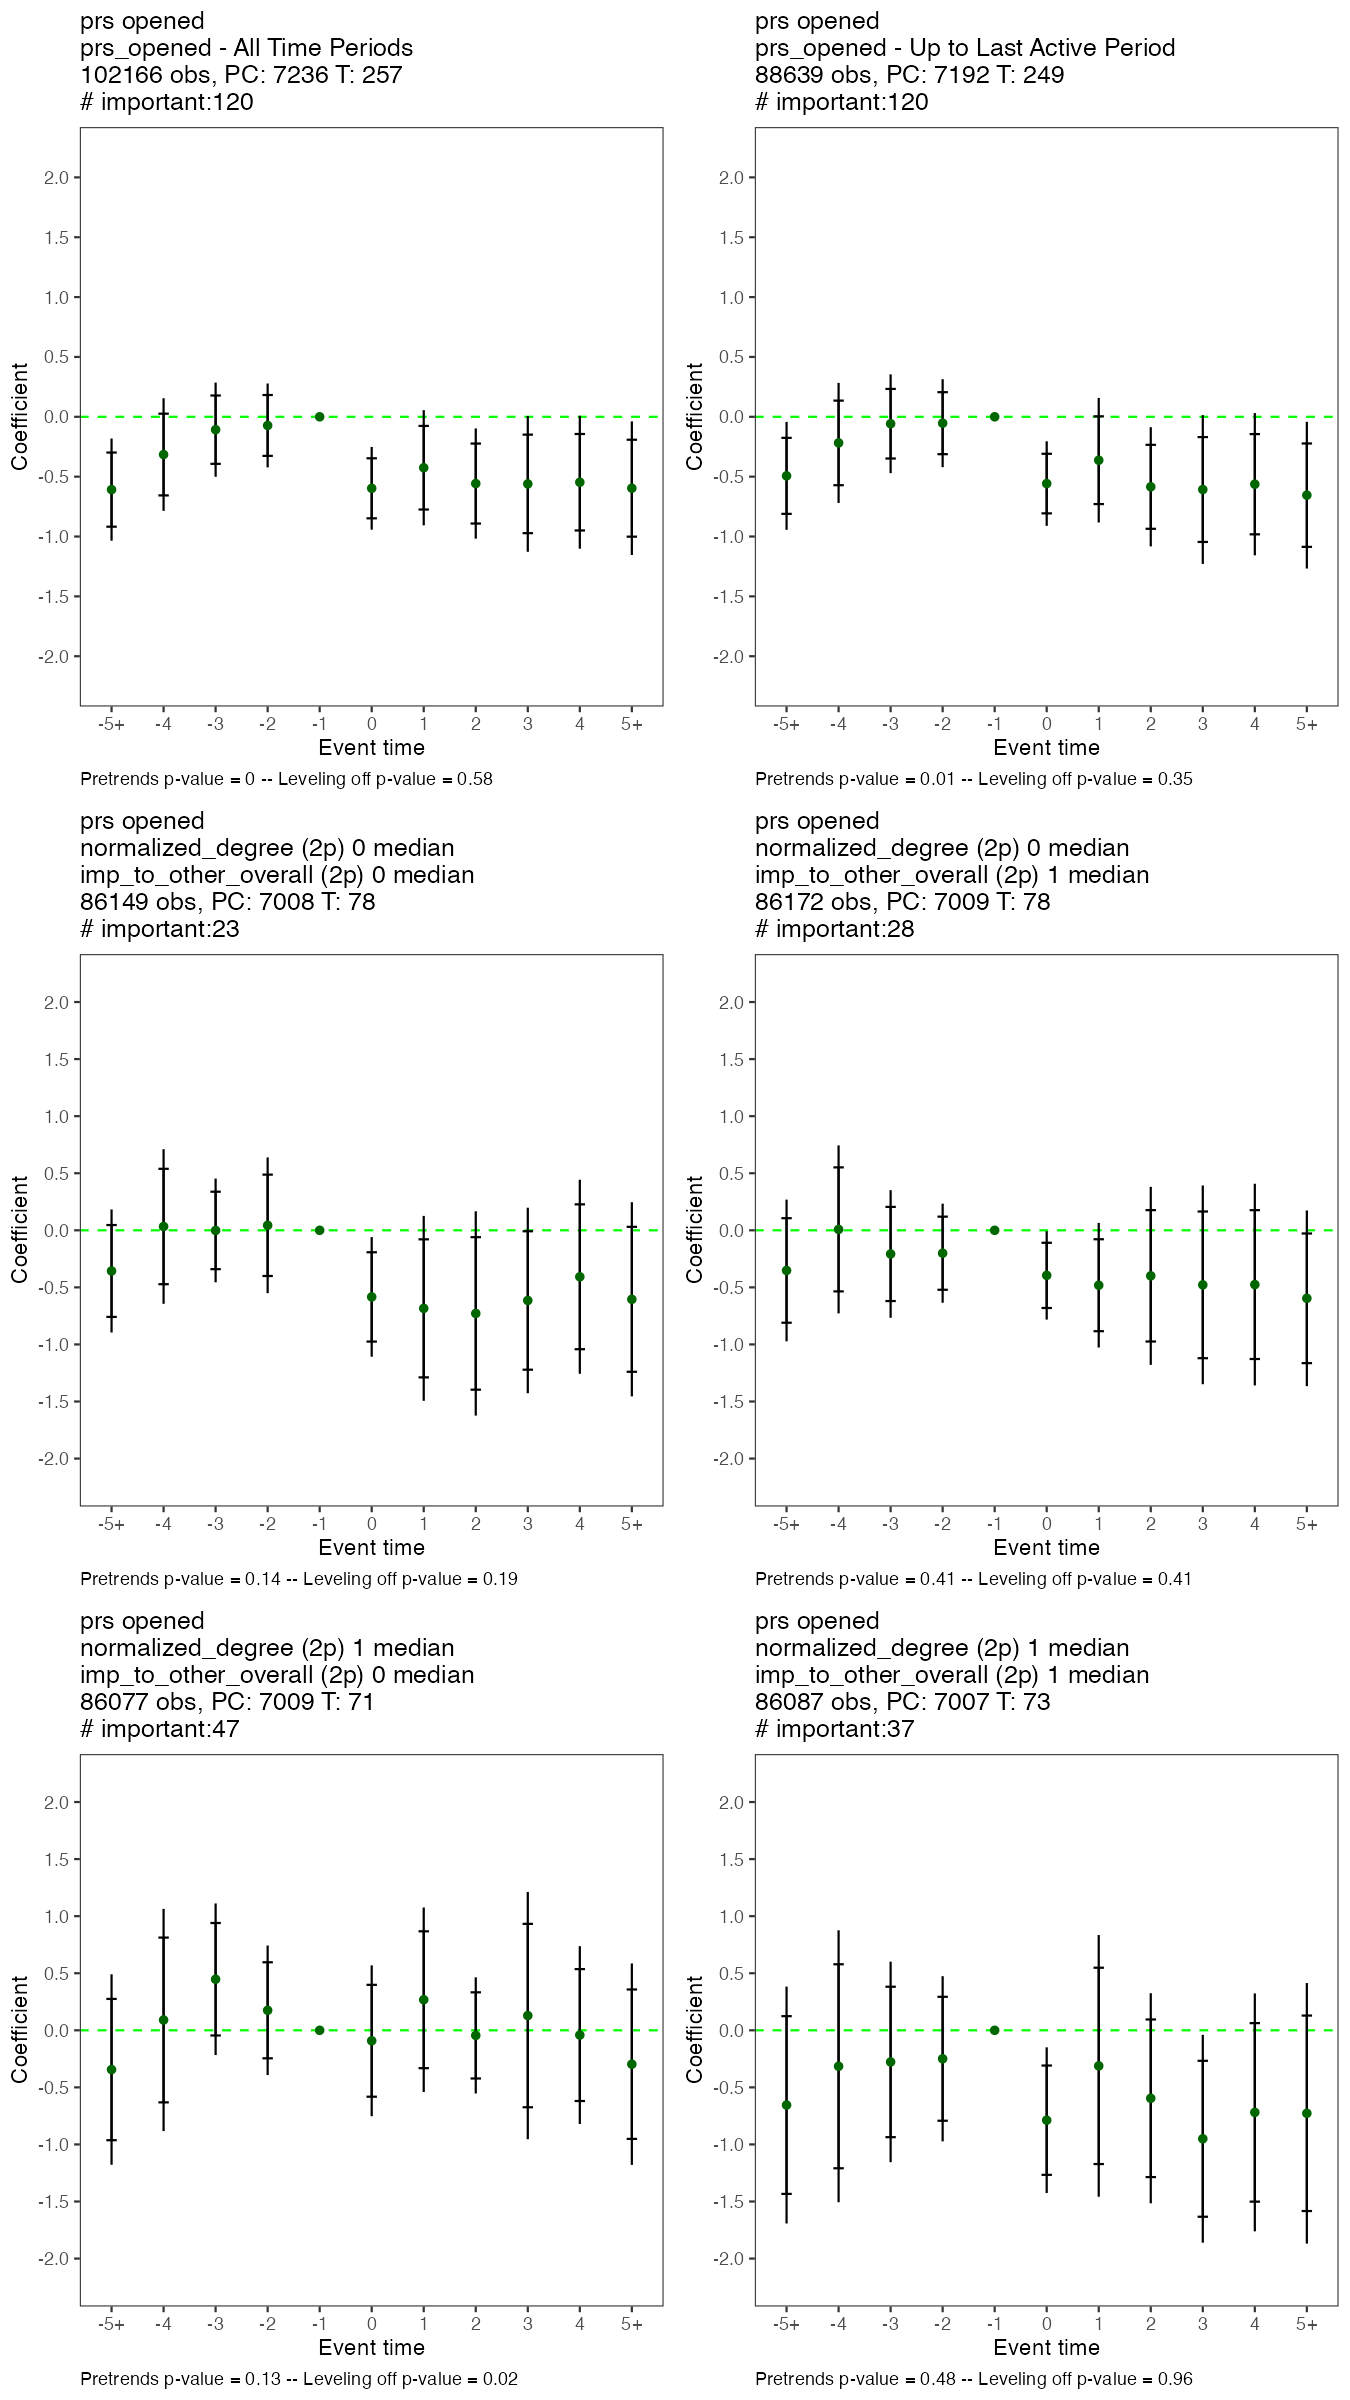 prs opened
prs_opened - All Time Periods
102166 obs, PC: 7236 T: 257
# important:120
2.0
1.5
1.0
0.5
0.0
-0.5
-1.0
-1.5
-2.0
Coefficient
-5+ -4 -3 -2 -1 0 1 2 3 4 5+
Event time
Pretrends p-value = 0 -- Leveling off p-value = 0.58
prs opened
prs_opened - Up to Last Active Period
88639 obs, PC: 7192 T: 249
# important:120
2.0
1.5
1.0
0.5
0.0
-0.5
-1.0
-1.5
-2.0
Coefficient
-5+ -4 -3 -2 -1 0 1 2 3 4 5+
Event time
Pretrends p-value = 0.01 -- Leveling off p-value = 0.35
prs opened
normalized_degree (2p) 0 median
imp_to_other_overall (2p) 0 median
86149 obs, PC: 7008 T: 78
# important:23
2.0
1.5
1.0
0.5
0.0
-0.5
-1.0
-1.5
-2.0
Coefficient
-5+ -4 -3 -2 -1 0 1 2 3 4 5+
Event time
Pretrends p-value = 0.14 -- Leveling off p-value = 0.19
prs opened
normalized_degree (2p) 0 median
imp_to_other_overall (2p) 1 median
86172 obs, PC: 7009 T: 78
# important:28
2.0
1.5
1.0
0.5
0.0
-0.5
-1.0
-1.5
-2.0
Coefficient
-5+ -4 -3 -2 -1 0 1 2 3 4 5+
Event time
Pretrends p-value = 0.41 -- Leveling off p-value = 0.41
prs opened
normalized_degree (2p) 1 median
imp_to_other_overall (2p) 0 median
86077 obs, PC: 7009 T: 71
# important:47
2.0
1.5
1.0
0.5
0.0
-0.5
-1.0
-1.5
-2.0
Coefficient
-5+ -4 -3 -2 -1 0 1 2 3 4 5+
Event time
Pretrends p-value = 0.13 -- Leveling off p-value = 0.02
prs opened
normalized_degree (2p) 1 median
imp_to_other_overall (2p) 1 median
86087 obs, PC: 7007 T: 73
# important:37
2.0
1.5
1.0
0.5
0.0
-0.5
-1.0
-1.5
-2.0
Coefficient
-5+ -4 -3 -2 -1 0 1 2 3 4 5+
Event time
Pretrends p-value = 0.48 -- Leveling off p-value = 0.96